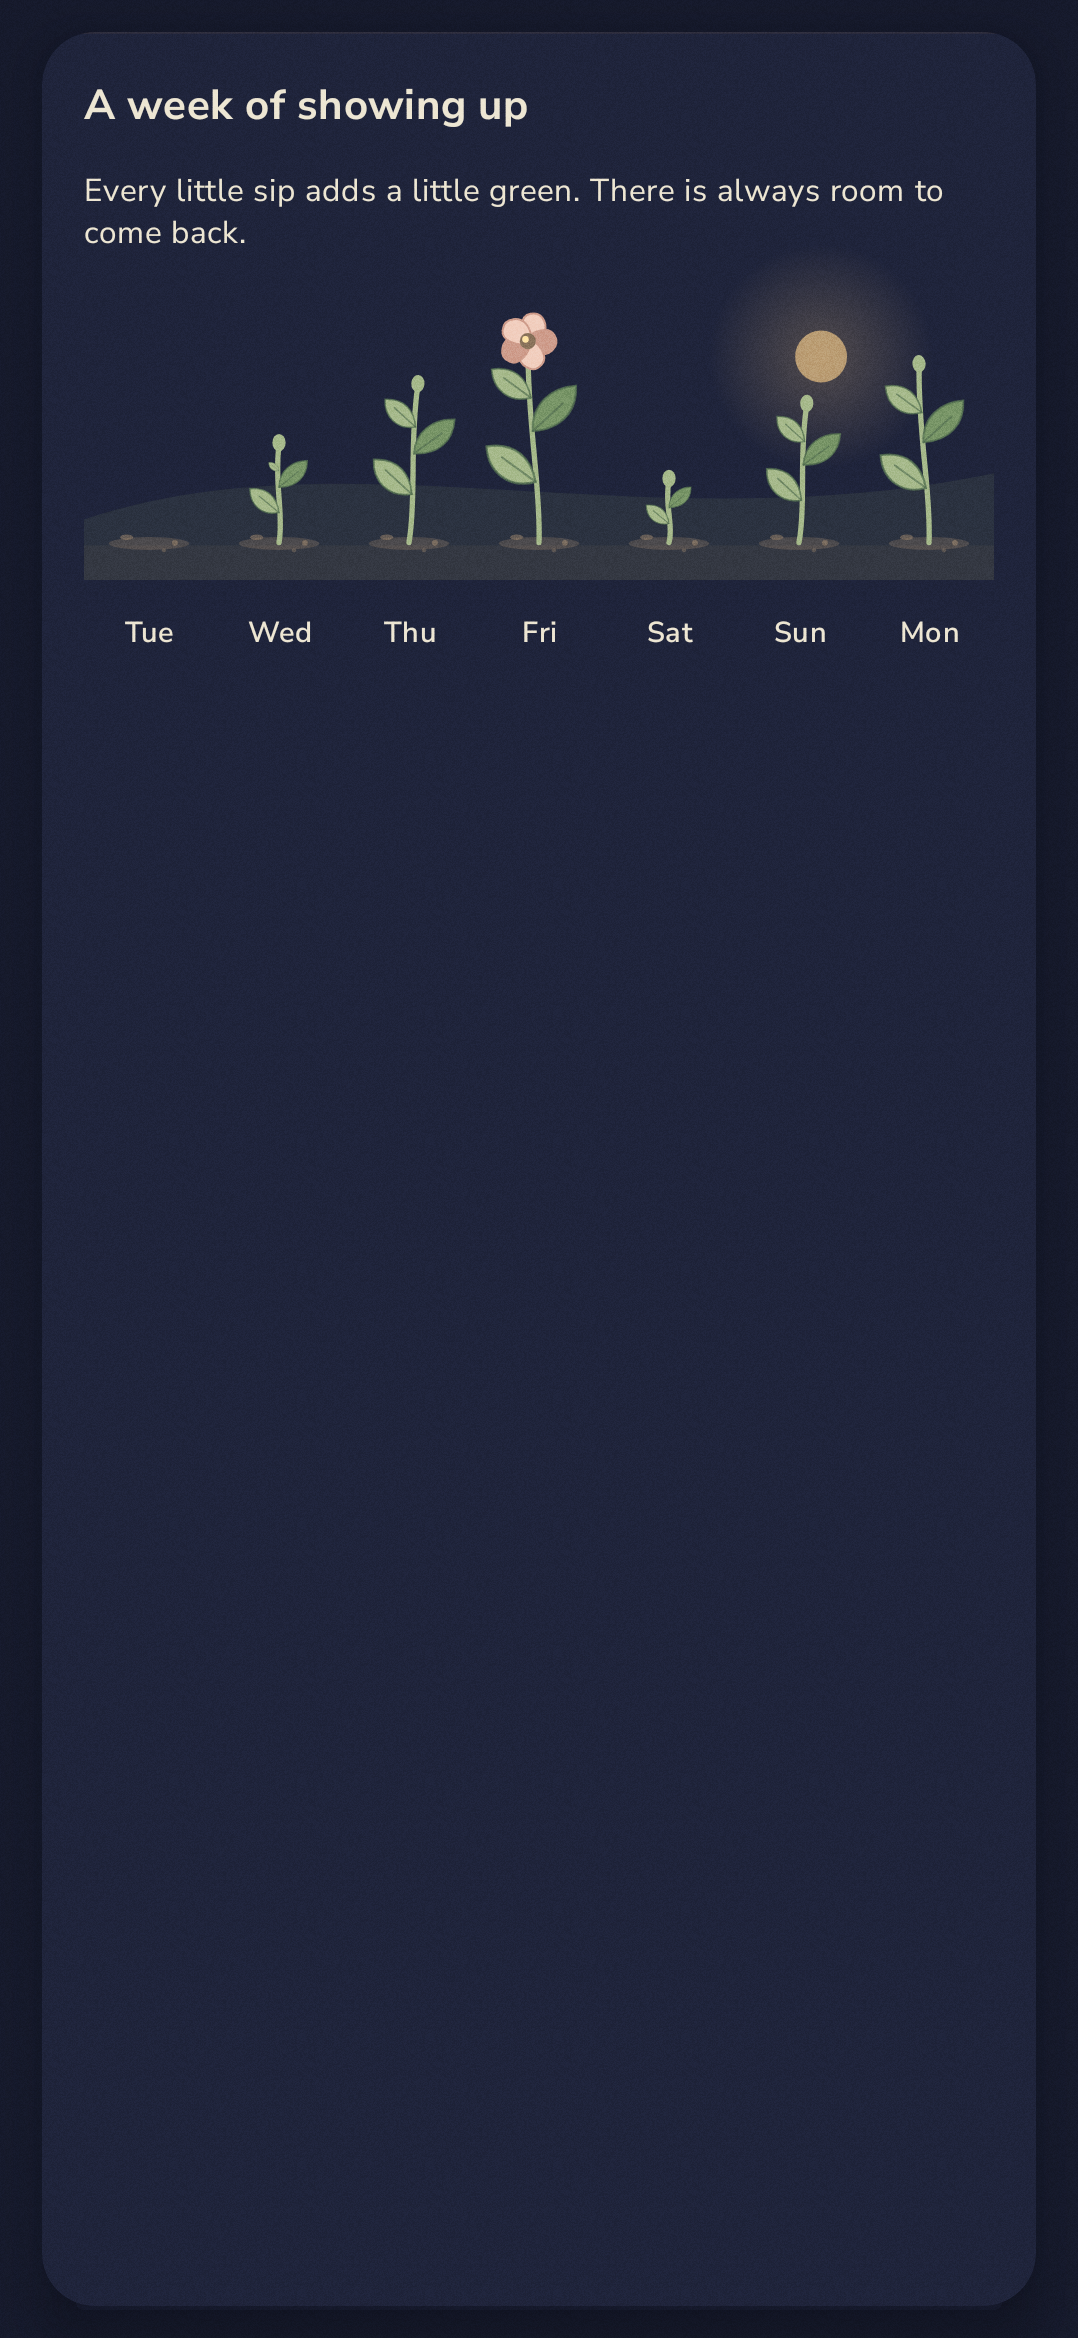 A week of showing up
Every little sip adds a little green. There is always room to
come back.
Tue Wed Thu Fri Sat Sun Mon